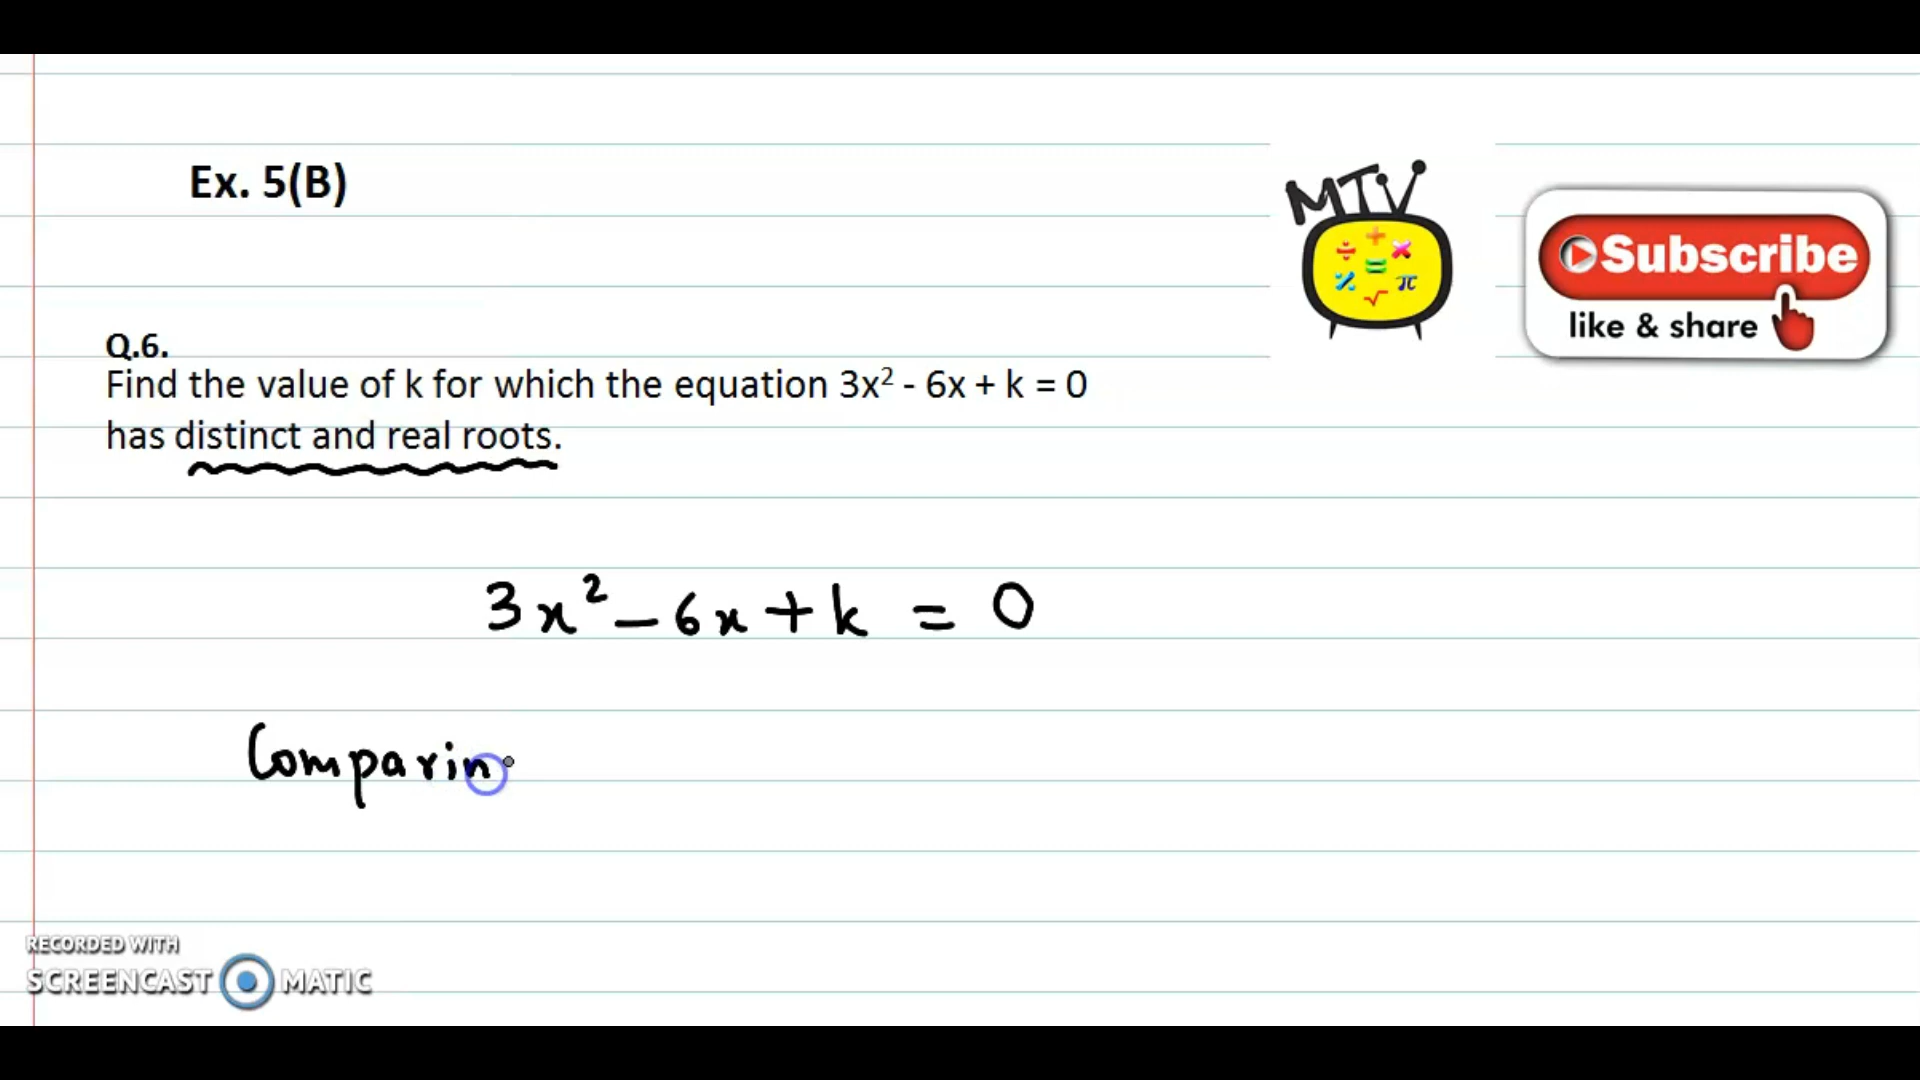 Ex. 5(B)
MTV
Subscribe
like & share
Q.6.
Find the value of k for which the equation 3x² - 6x + k = 0
has distinct and real roots.
3x² – 6x + k = 0
Comparin
RECORDED WITH
SCREENCAST MATIC